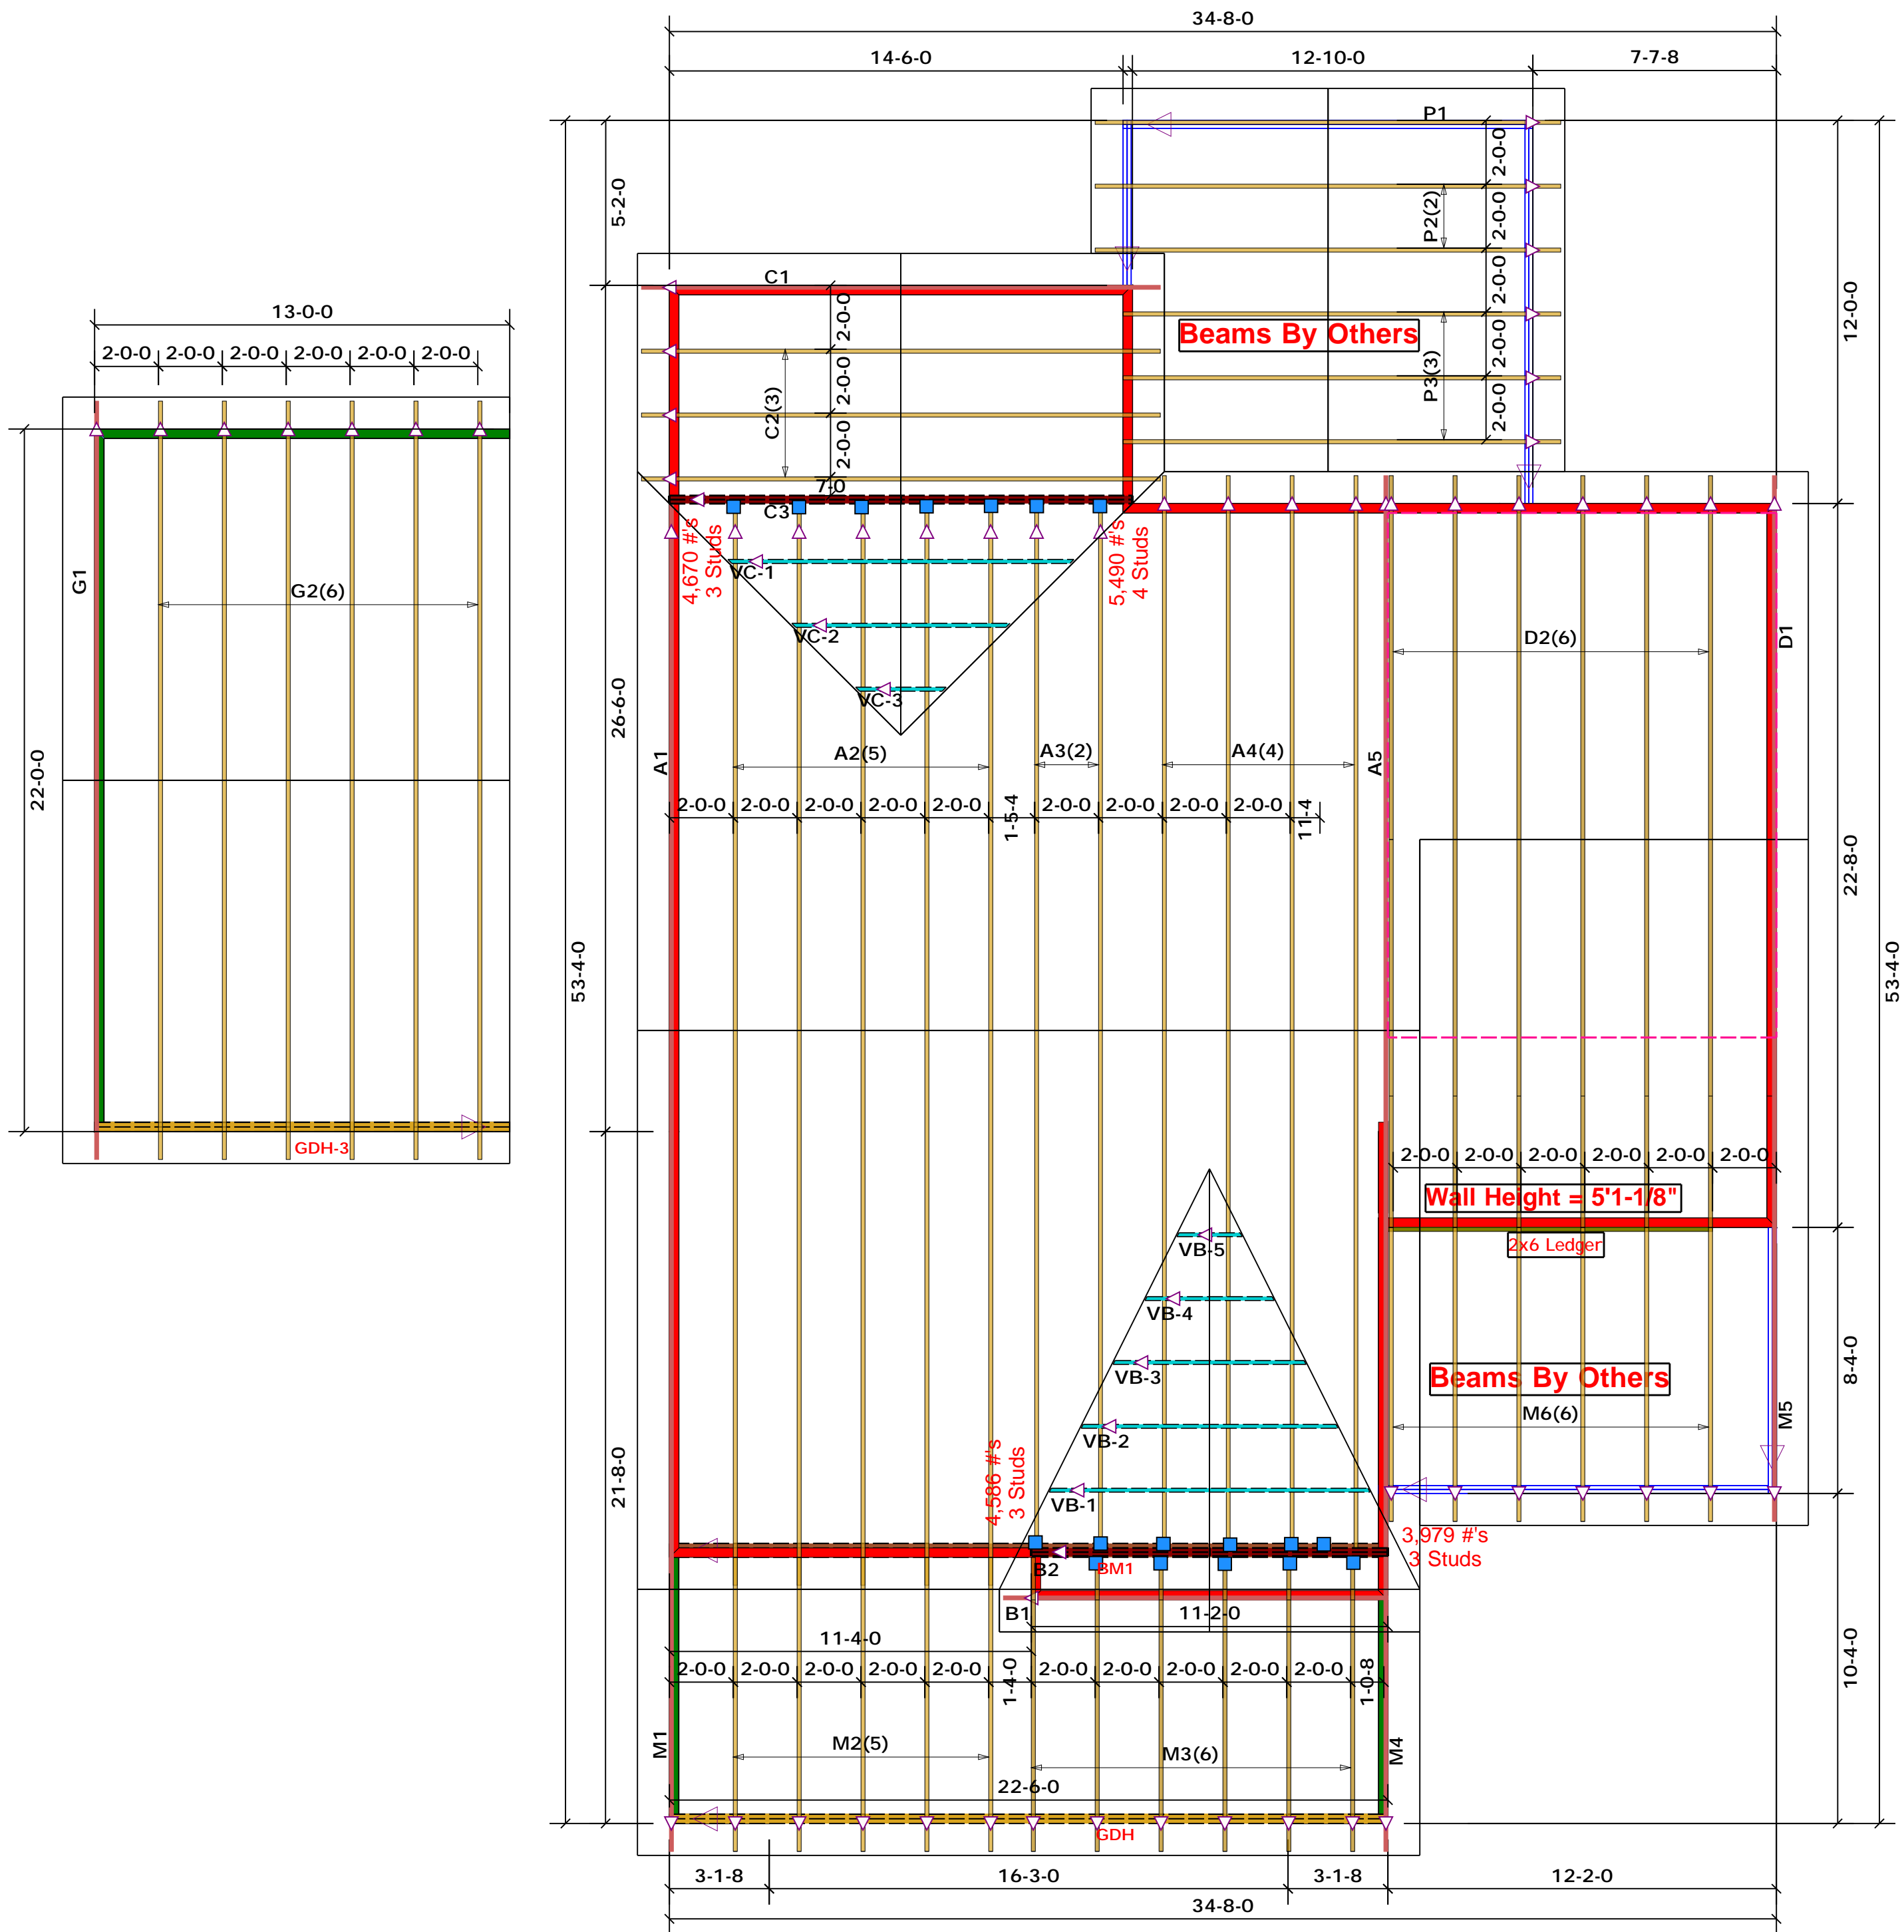 34-8-0
14-6-0
12-10-0
7-7-8
P1
2-0-0
5-2-0
P2(2)
2-0-0
2-0-0
C1
13-0-0
2-0-0
Beams By Others
12-0-0
2-0-0 2-0-0 2-0-0 2-0-0 2-0-0 2-0-0
2-0-0
C2(3)
P3(3)
2-0-0
2-0-0
2-0-0
7-0
C3
4,670 #'s
3 Studs
5,490 #'s
4 Studs
G1
VC-1
G2(6)
VC-2
D2(6)
D1
VC-3
26-6-0
A1
A2(5)
A3(2)
A4(4)
A5
22-0-0
2-0-0 2-0-0 2-0-0 2-0-0 2-0-0 1-5-4 2-0-0 2-0-0 2-0-0 2-0-0 11-4
22-8-0
53-4-0
53-4-0
GDH-3
2-0-0 2-0-0 2-0-0 2-0-0 2-0-0 2-0-0
Wall Height = 5'1-1/8"
2x6 Ledger
VB-5
VB-4
VB-3
Beams By Others
8-4-0
M6(6)
M5
VB-2
21-8-0
4,586 #'s
3 Studs
VB-1
3,979 #'s
3 Studs
B2
BM1
B1
11-2-0
11-4-0
10-4-0
2-0-0 2-0-0 2-0-0 2-0-0 2-0-0 1-4-0 2-0-0 2-0-0 2-0-0 2-0-0 2-0-0 1-0-8
M1
M2(5)
M3(6)
M4
22-6-0
GDH
3-1-8
16-3-0
3-1-8
12-2-0
34-8-0